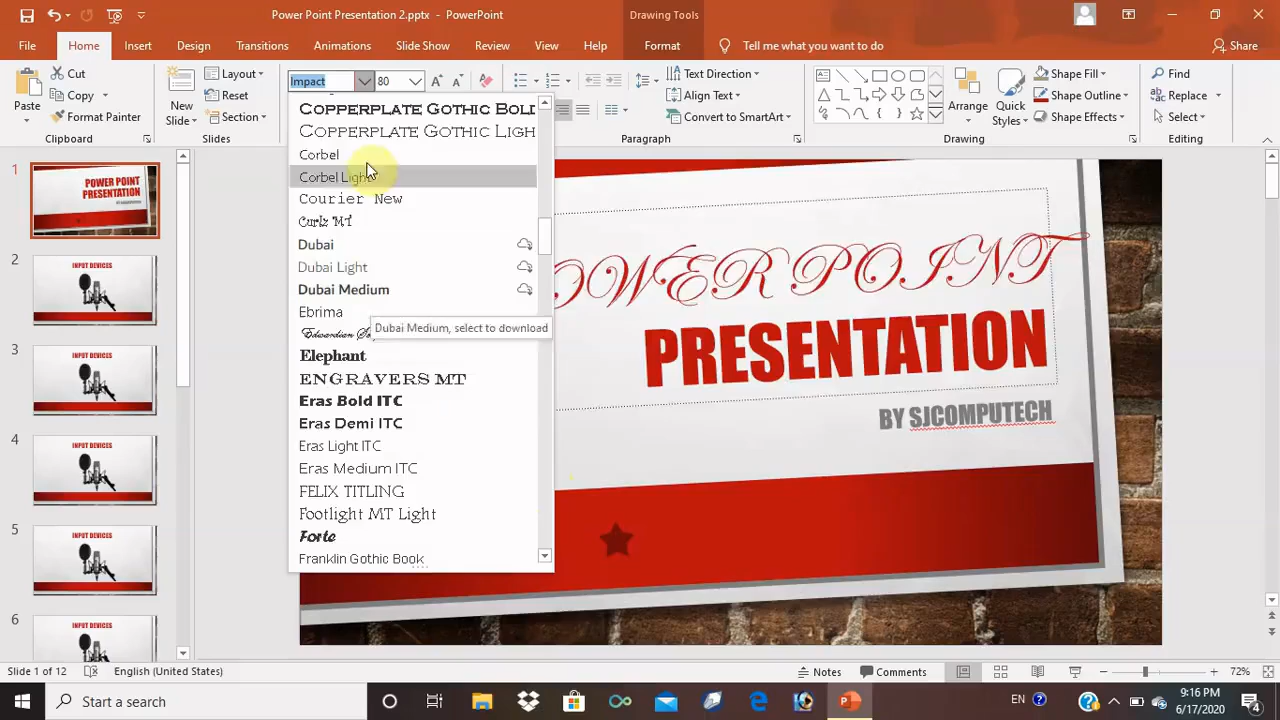 Power Point Presentation 2.pptx - PowerPoint
Drawing Tools
File Home Insert Design Transitions Animations Slide Show Review View Help Format Tell me what you want to do Share
Paste
Cut
Copy
Format Painter
Clipboard
New
Slide
Layout
Reset
Section
Slides
Impact 80
Text Direction
Align Text
Convert to SmartArt
Paragraph
Arrange
Quick
Styles
Shape Fill
Shape Outline
Shape Effects
Drawing
Find
Replace
Select
Editing
COPPERPLATE GOTHIC BOLD
COPPERPLATE GOTHIC LIGH
Corbel
Corbel Light
Courier New
Curlz MT
Dubai
Dubai Light
Dubai Medium
Ebrima
Dubai Medium, select to download
Elephant
ENGRAVERS MT
Eras Bold ITC
Eras Demi ITC
Eras Light ITC
Eras Medium ITC
FELIX TITLING
Footlight MT Light
Forte
Franklin Gothic Book
1
POWER POINT
PRESENTATION
2
INPUT DEVICES
3
INPUT DEVICES
4
INPUT DEVICES
5
INPUT DEVICES
6
INPUT DEVICES
OWER POINT
PRESENTATION
BY SJCOMPUTECH
Slide 1 of 12 English (United States) Notes Comments 72%
Start a search
EN
9:16 PM
6/17/2020
4